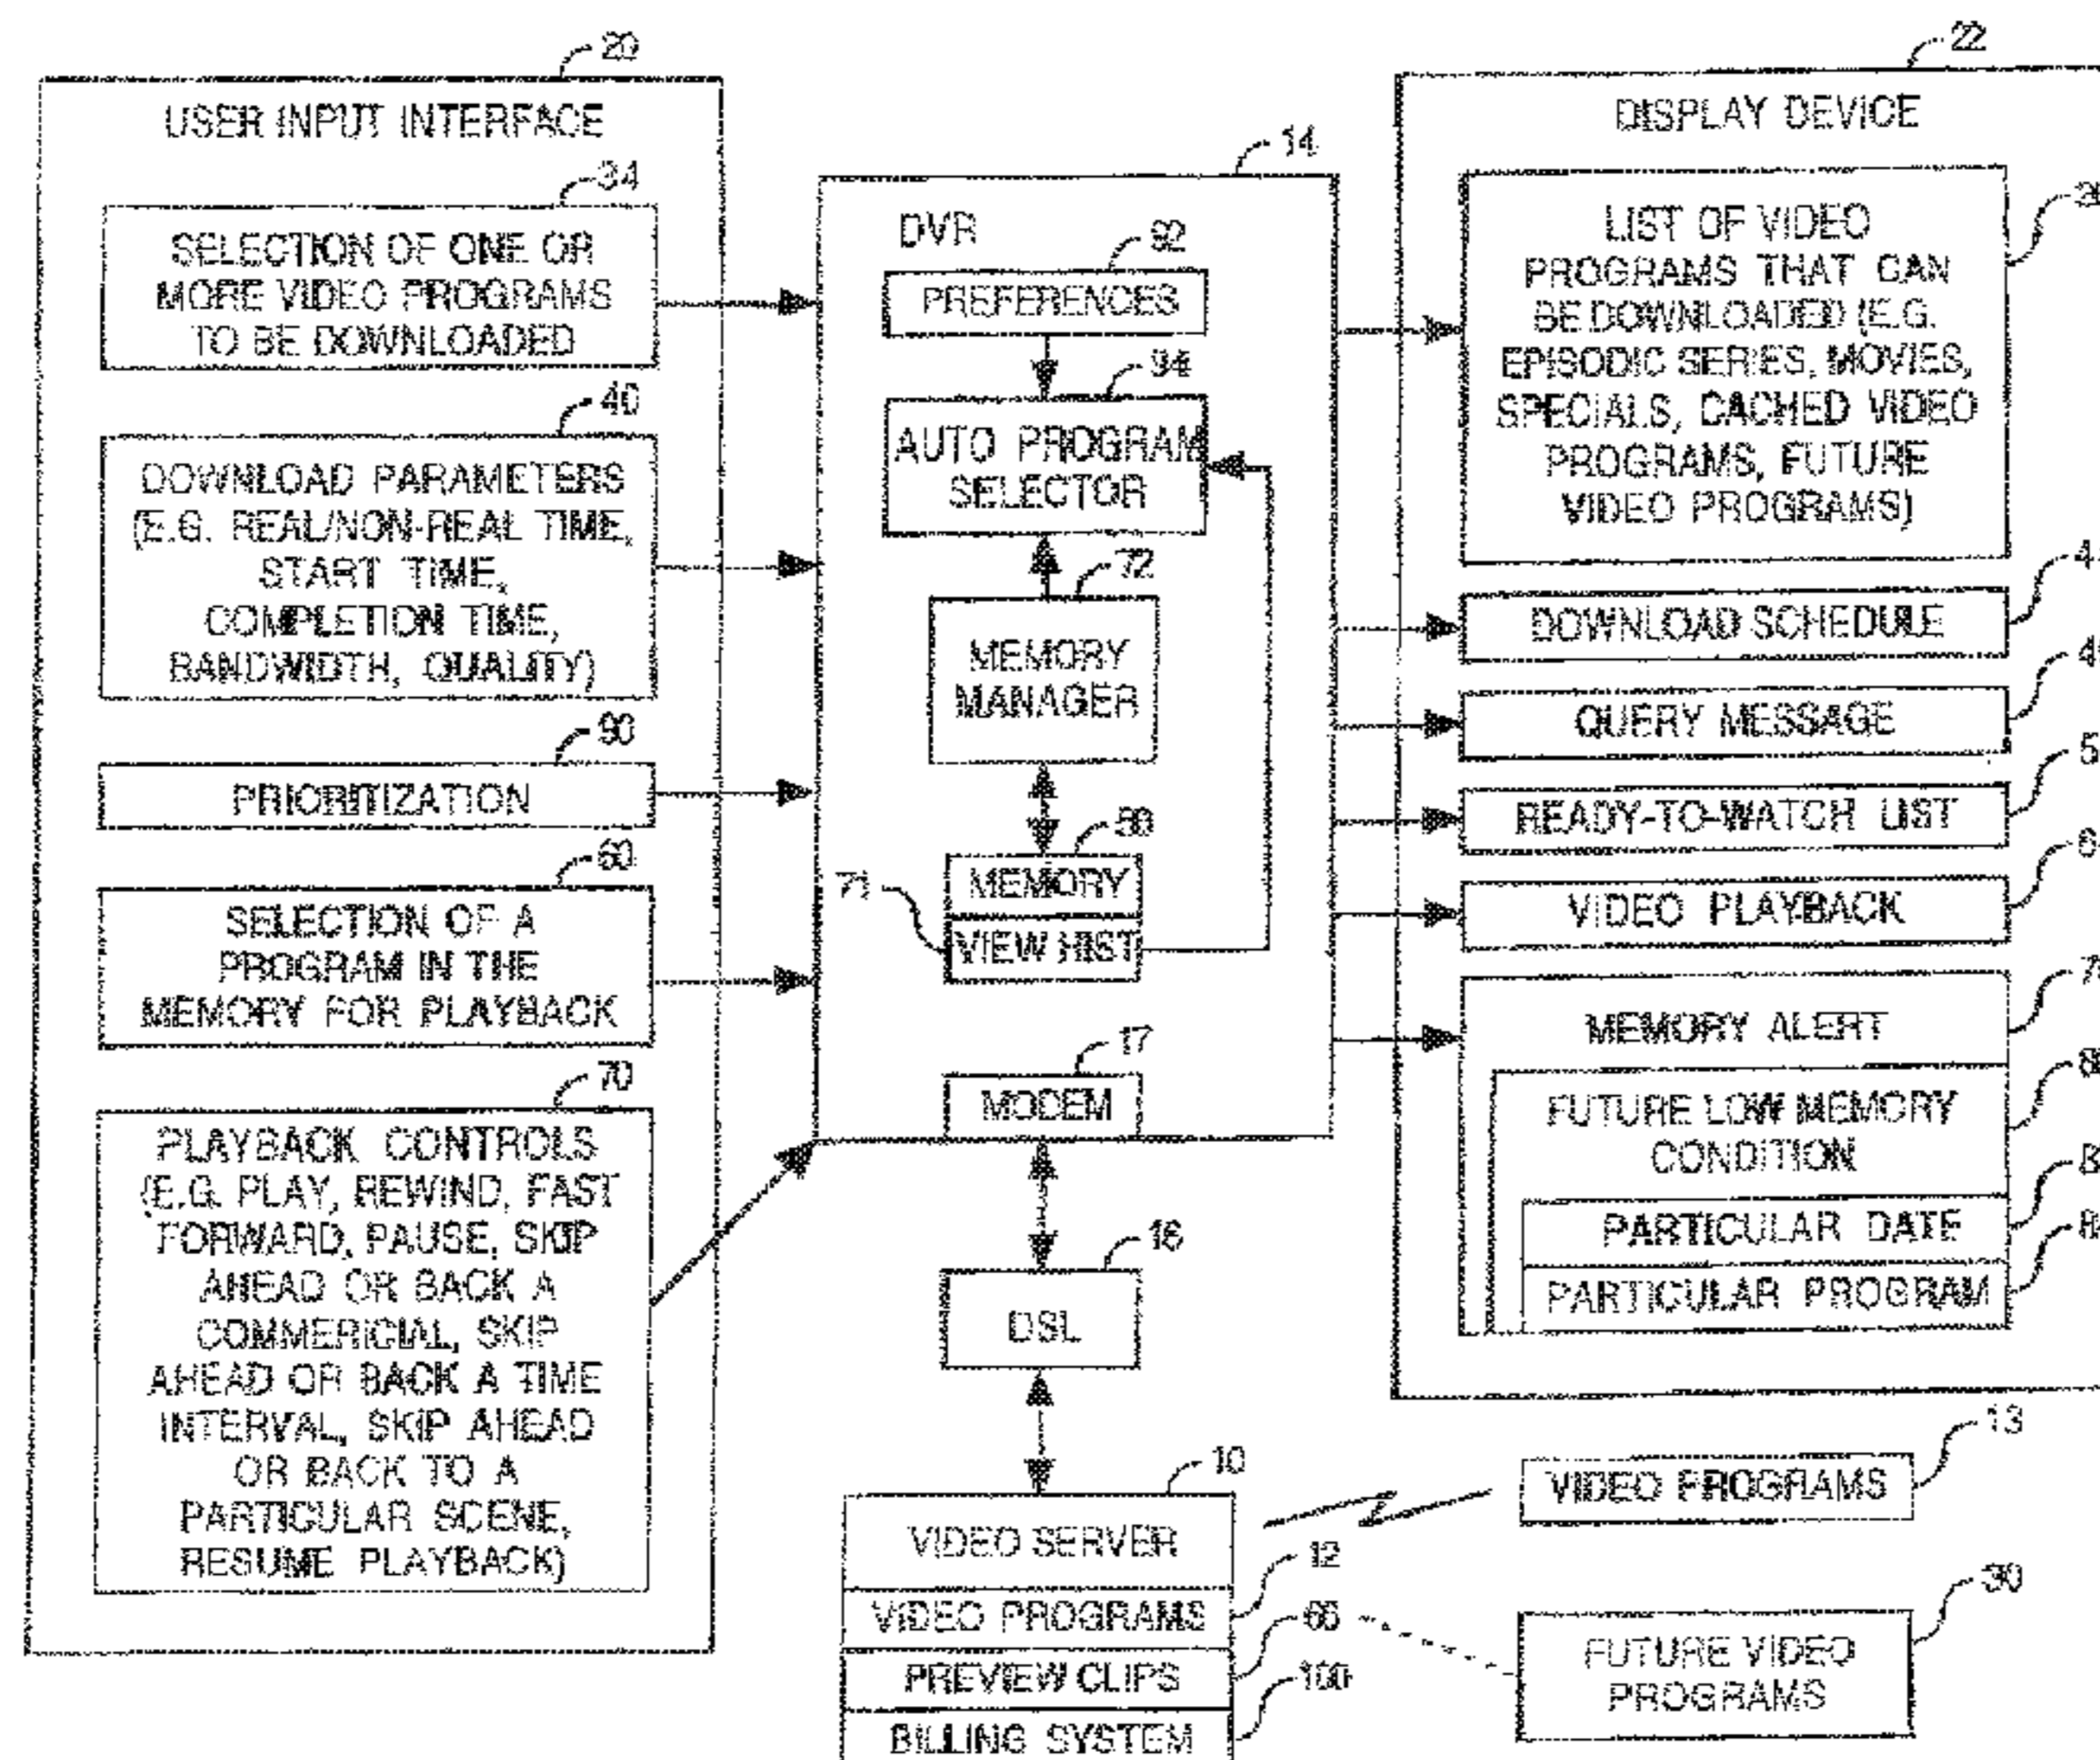 20
USER INPUT INTERFACE
34
SELECTION OF ONE OR
MORE VIDEO PROGRAMS
TO BE DOWNLOADED
40
DOWNLOAD PARAMETERS
(E.G. REAL/NON-REAL TIME,
START TIME,
COMPLETION TIME,
BANDWIDTH, QUALITY)
90
PRIORITIZATION
60
SELECTION OF A
PROGRAM IN THE
MEMORY FOR PLAYBACK
70
PLAYBACK CONTROLS
(E.G. PLAY, REWIND, FAST
FORWARD, PAUSE, SKIP
AHEAD OR BACK A
COMMERICIAL, SKIP
AHEAD OR BACK A TIME
INTERVAL, SKIP AHEAD
OR BACK TO A
PARTICULAR SCENE,
RESUME PLAYBACK)
14
DVR
92
PREFERENCES
94
AUTO PROGRAM
SELECTOR
72
MEMORY
MANAGER
50
MEMORY
71
VIEW HIST
17
MODEM
16
DSL
10
VIDEO SERVER
12
VIDEO PROGRAMS
66
PREVIEW CLIPS
100
BILLING SYSTEM
22
DISPLAY DEVICE
LIST OF VIDEO
PROGRAMS THAT CAN
BE DOWNLOADED (E.G.
EPISODIC SERIES, MOVIES,
SPECIALS, CACHED VIDEO
PROGRAMS, FUTURE
VIDEO PROGRAMS)
DOWNLOAD SCHEDULE
QUERY MESSAGE
READY-TO-WATCH LIST
VIDEO PLAYBACK
MEMORY ALERT
FUTURE LOW MEMORY
CONDITION
PARTICULAR DATE
PARTICULAR PROGRAM
13
VIDEO PROGRAMS
30
FUTURE VIDEO
PROGRAMS